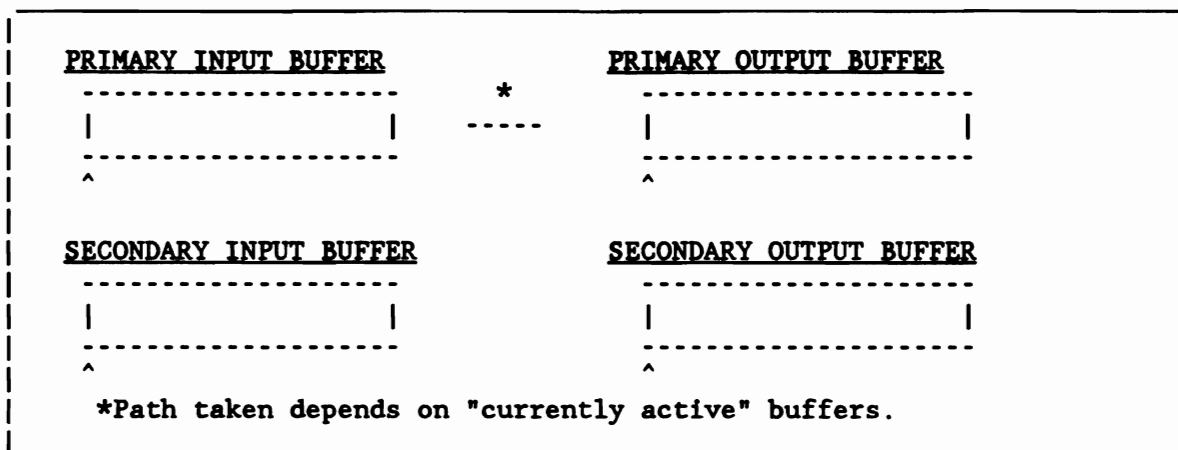 PRIMARY INPUT BUFFER PRIMARY OUTPUT BUFFER
*
SECONDARY INPUT BUFFER SECONDARY OUTPUT BUFFER
*Path taken depends on "currently active" buffers.